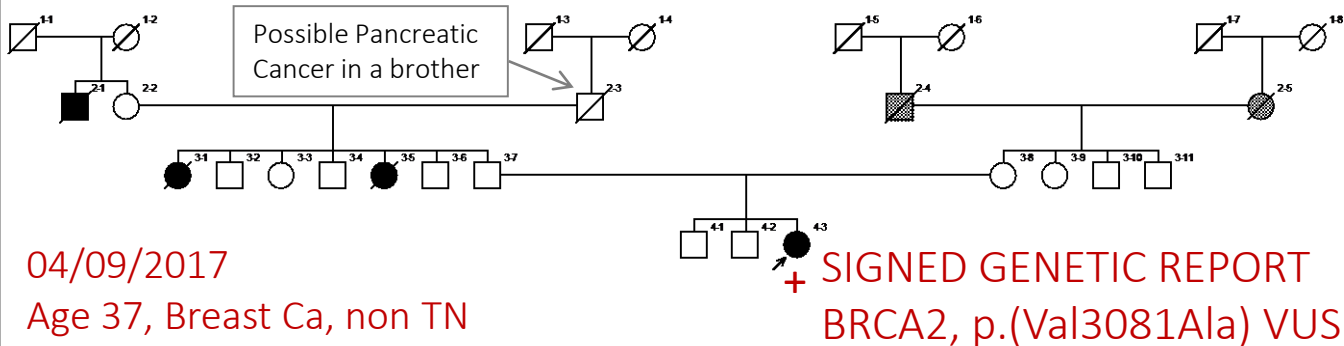 1-1 1-2 1-3 1-4 1-5 1-6 1-7 1-8
Possible Pancreatic
Cancer in a brother
2-1 2-2 2-3 2-4 2-5
3-1 3-2 3-3 3-4 3-5 3-6 3-7 3-8 3-9 3-10 3-11
4-1 4-2 4-3
04/09/2017
Age 37, Breast Ca, non TN
+ SIGNED GENETIC REPORT
BRCA2, p.(Val3081Ala) VUS